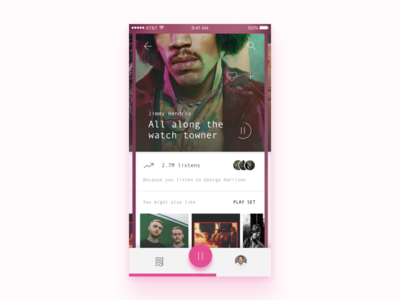 AT&T 9:41 AM 100%
Jimmy Hendrix
All along the
watch towner
2.7M listens
Because you listen to George Harrison
You might also like PLAY SET